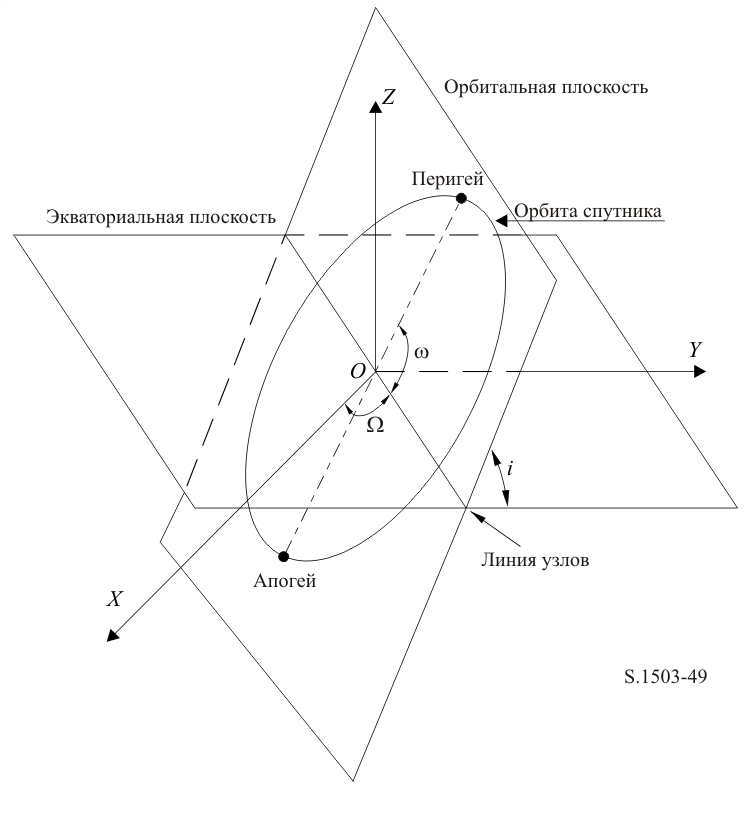 Орбитальная плоскость
Z
Перигей
Орбита спутника
Экваториальная плоскость
Y
O
ω
Ω
i
Линия узлов
Апогей
X
S.1503-49